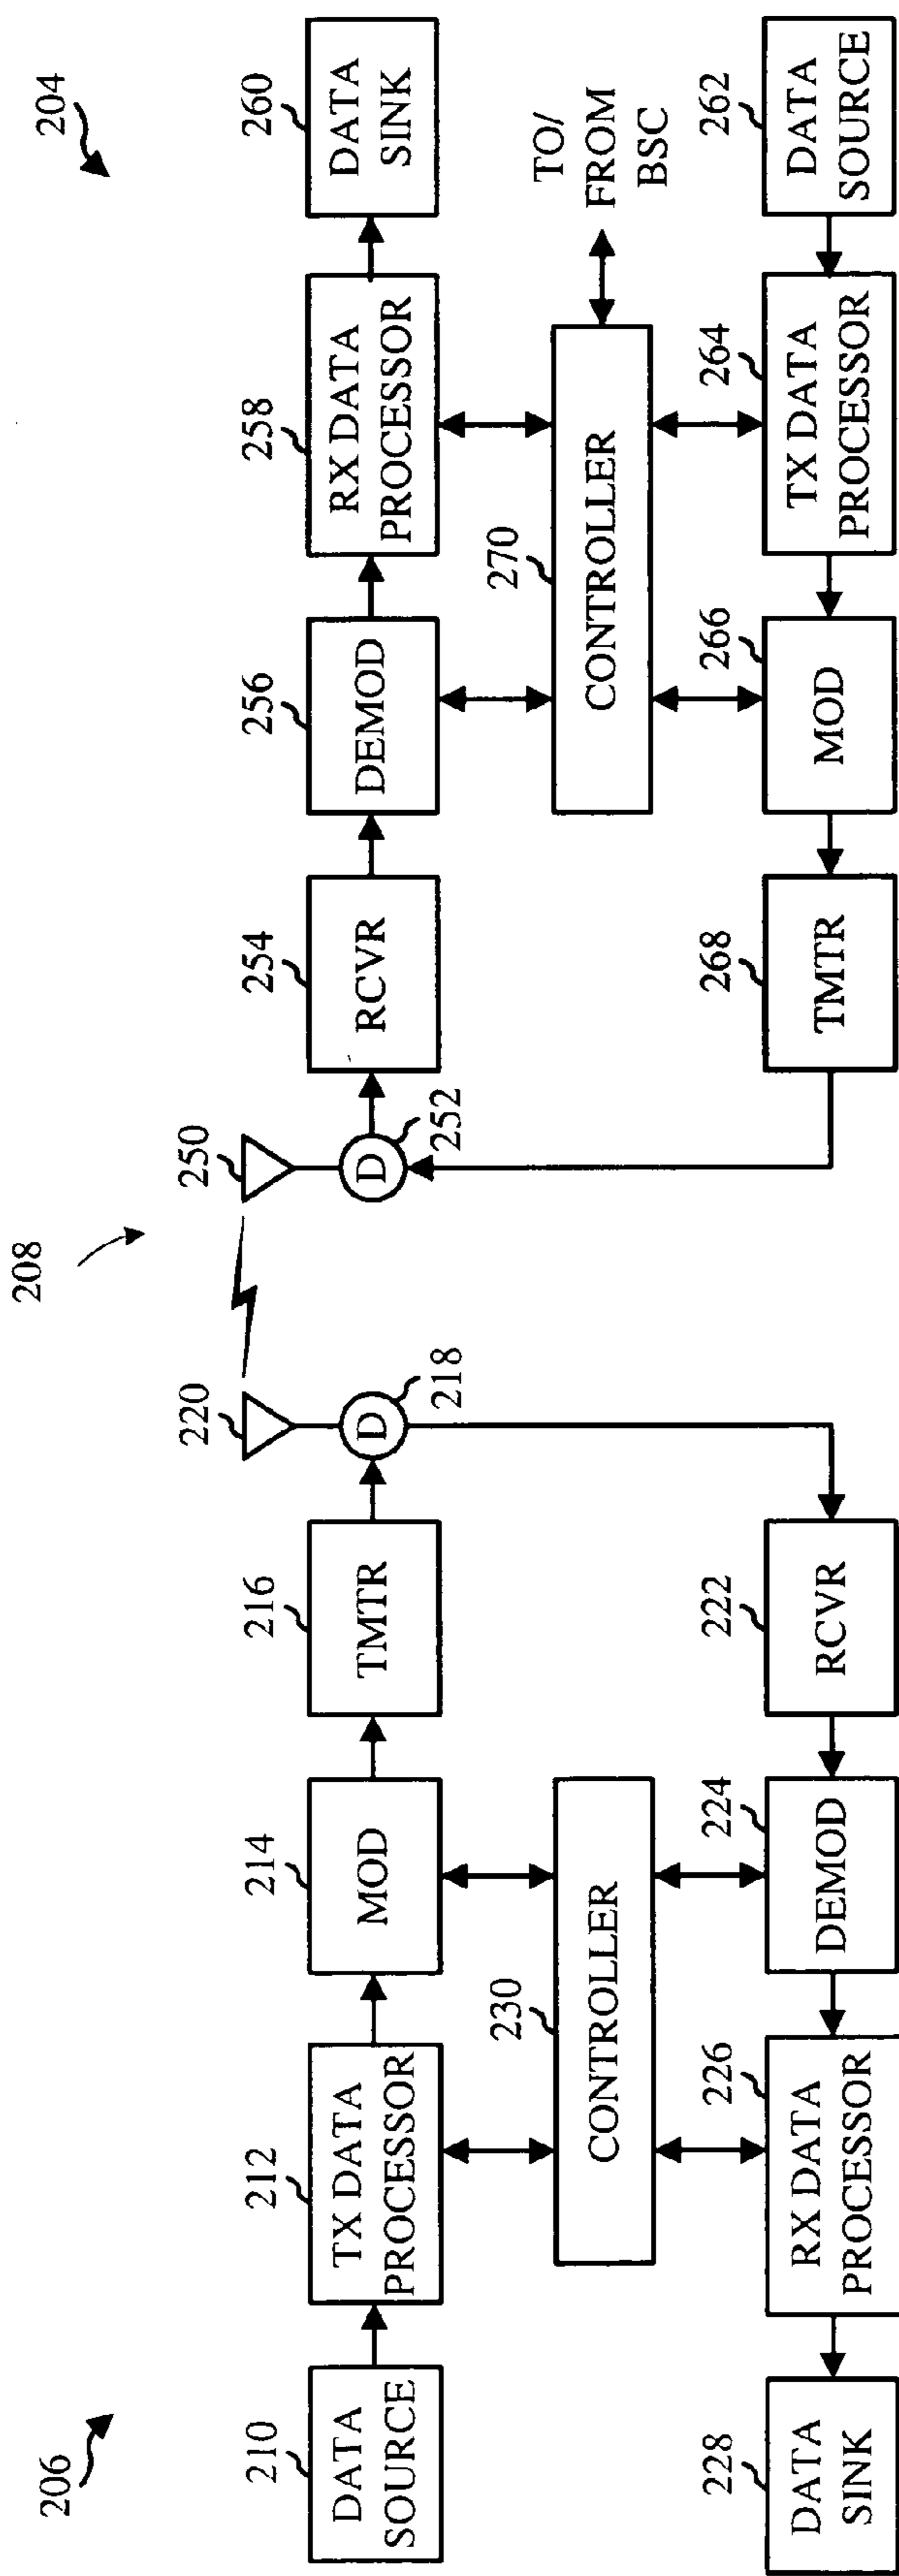 206
208
204
210
DATA
SOURCE
212
TX DATA
PROCESSOR
214
MOD
216
TMTR
220
D
218
250
D
252
254
RCVR
256
DEMOD
258
RX DATA
PROCESSOR
260
DATA
SINK
230
CONTROLLER
270
CONTROLLER
TO/
FROM
BSC
228
DATA
SINK
226
RX DATA
PROCESSOR
224
DEMOD
222
RCVR
268
TMTR
266
MOD
264
TX DATA
PROCESSOR
262
DATA
SOURCE